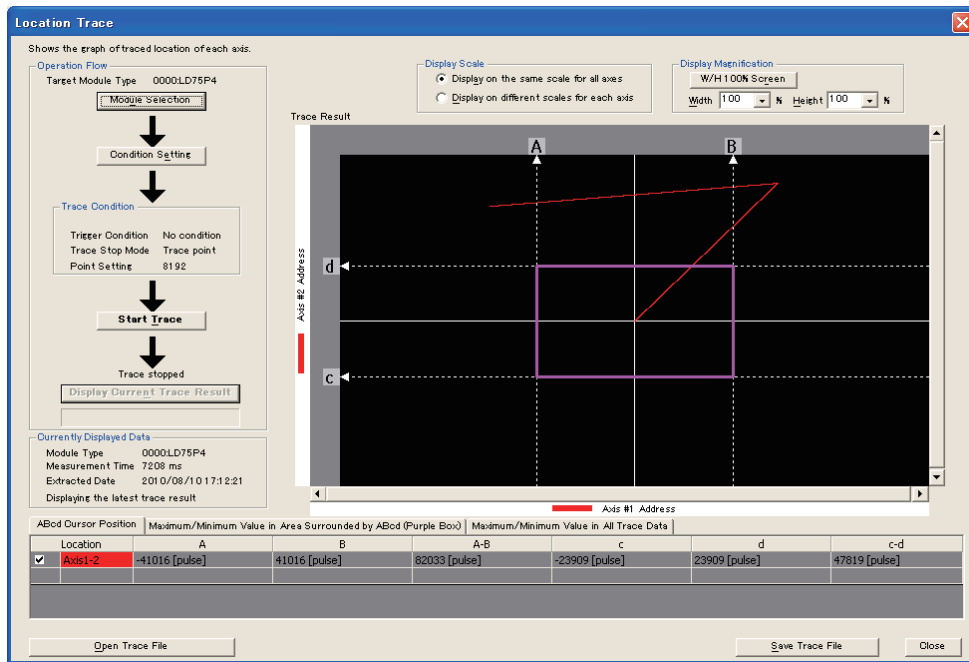 Location Trace
Shows the graph of traced location of each axis.
Operation Flow
Target Module Type 0000:LD75P4
Module Selection
Condition Setting
Trace Condition
Trigger Condition No condition
Trace Stop Mode Trace point
Point Setting 8192
Start Trace
Trace stopped
Display Current Trace Result
Currently Displayed Data
Module Type 0000:LD75P4
Measurement Time 7208 ms
Extracted Date 2010/08/10 17:12:21
Displaying the latest trace result
Display Scale
Display on the same scale for all axes
Display on different scales for each axis
Display Magnification
W/H 100% Screen
Width 100 % Height 100 %
Trace Result
A B
d
c
Axis #2 Address
Axis #1 Address
ABcd Cursor Position Maximum/Minimum Value in Area Surrounded by ABcd (Purple Box) Maximum/Minimum Value in All Trace Data
Location A B A-B c d c-d
Axis1-2 -41016 [pulse] 41016 [pulse] 82033 [pulse] -23909 [pulse] 23909 [pulse] 47819 [pulse]
Open Trace File Save Trace File Close